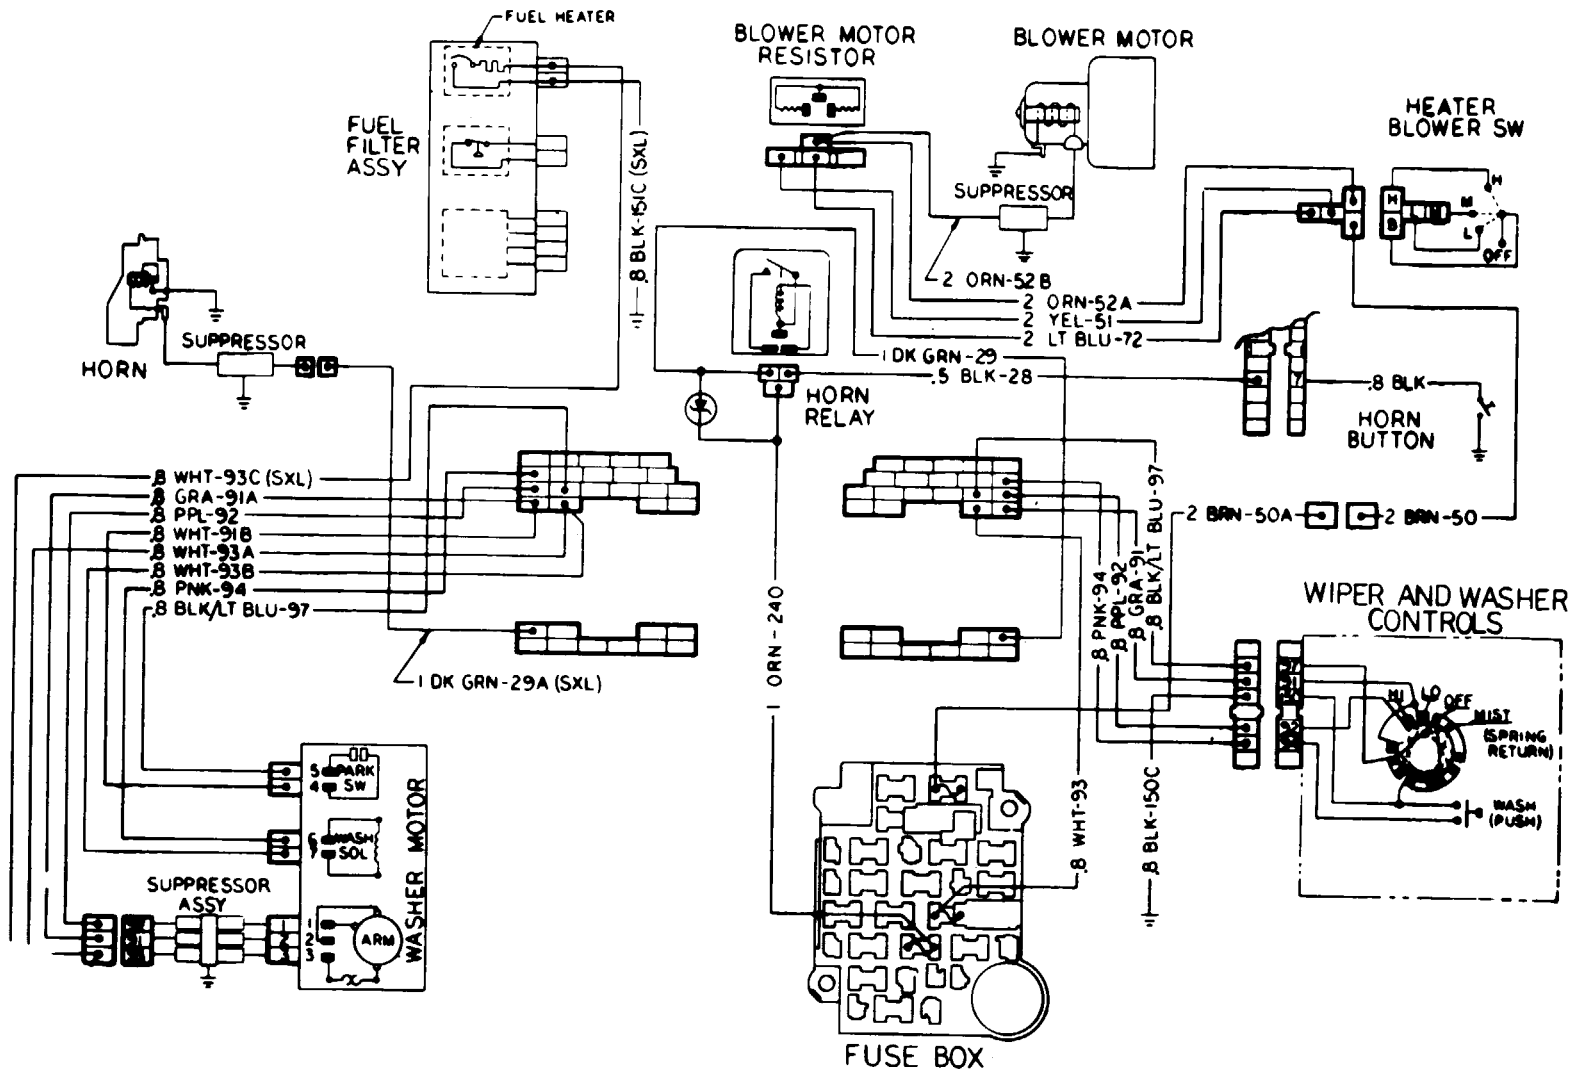 FUEL HEATER
BLOWER MOTOR
RESISTOR
BLOWER MOTOR
HEATER
BLOWER SW
FUEL
FILTER
ASSY
.8 BLK-151C (SXL)
SUPPRESSOR
H
B
H
M
L
OFF
2 ORN-52B
2 ORN-52A
2 YEL-51
2 LT BLU-72
HORN
SUPPRESSOR
1 DK GRN-29
.5 BLK-28
HORN
RELAY
7
.8 BLK
HORN
BUTTON
.8 WHT-93C (SXL)
.8 GRA-91A
.8 PPL-92
.8 WHT-91B
.8 WHT-93A
.8 WHT-93B
.8 PNK-94
.8 BLK/LT BLU-97
1 DK GRN-29A (SXL)
1 ORN-240
.8 PNK-94
.8 PPL-92
.8 GRA-91
.8 BLK/LT BLU-97
2 BRN-50A
2 BRN-50
WIPER AND WASHER
CONTROLS
HI
LO
OFF
MIST
(SPRING
RETURN)
WASH
(PUSH)
.8 WHT-93
.8 BLK-150C
5
4
PARK
SW
6
7
WASH
SOL
WASHER MOTOR
SUPPRESSOR
ASSY
1
2
3
ARM
FUSE BOX